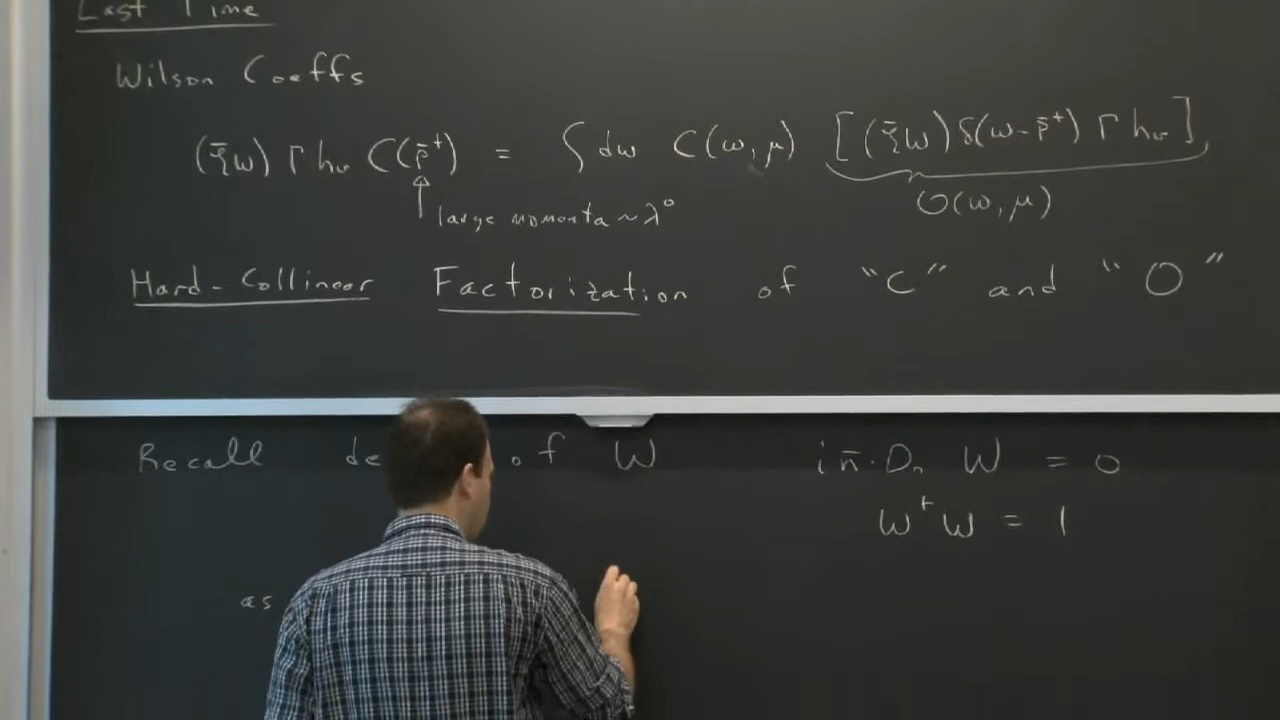 Last Time
Wilson Coeffs
(ξ̄W) Γ h_v C(P̄⁺) = ∫ dω C(ω,μ) [(ξ̄W) δ(ω-P̄⁺) Γ h_v]
large momenta ~ λ⁰
O(ω,μ)
Hard-Collinear Factorization of "C" and "O"
Recall of W i n̄·D_n W = 0
W⁺W = 1
as